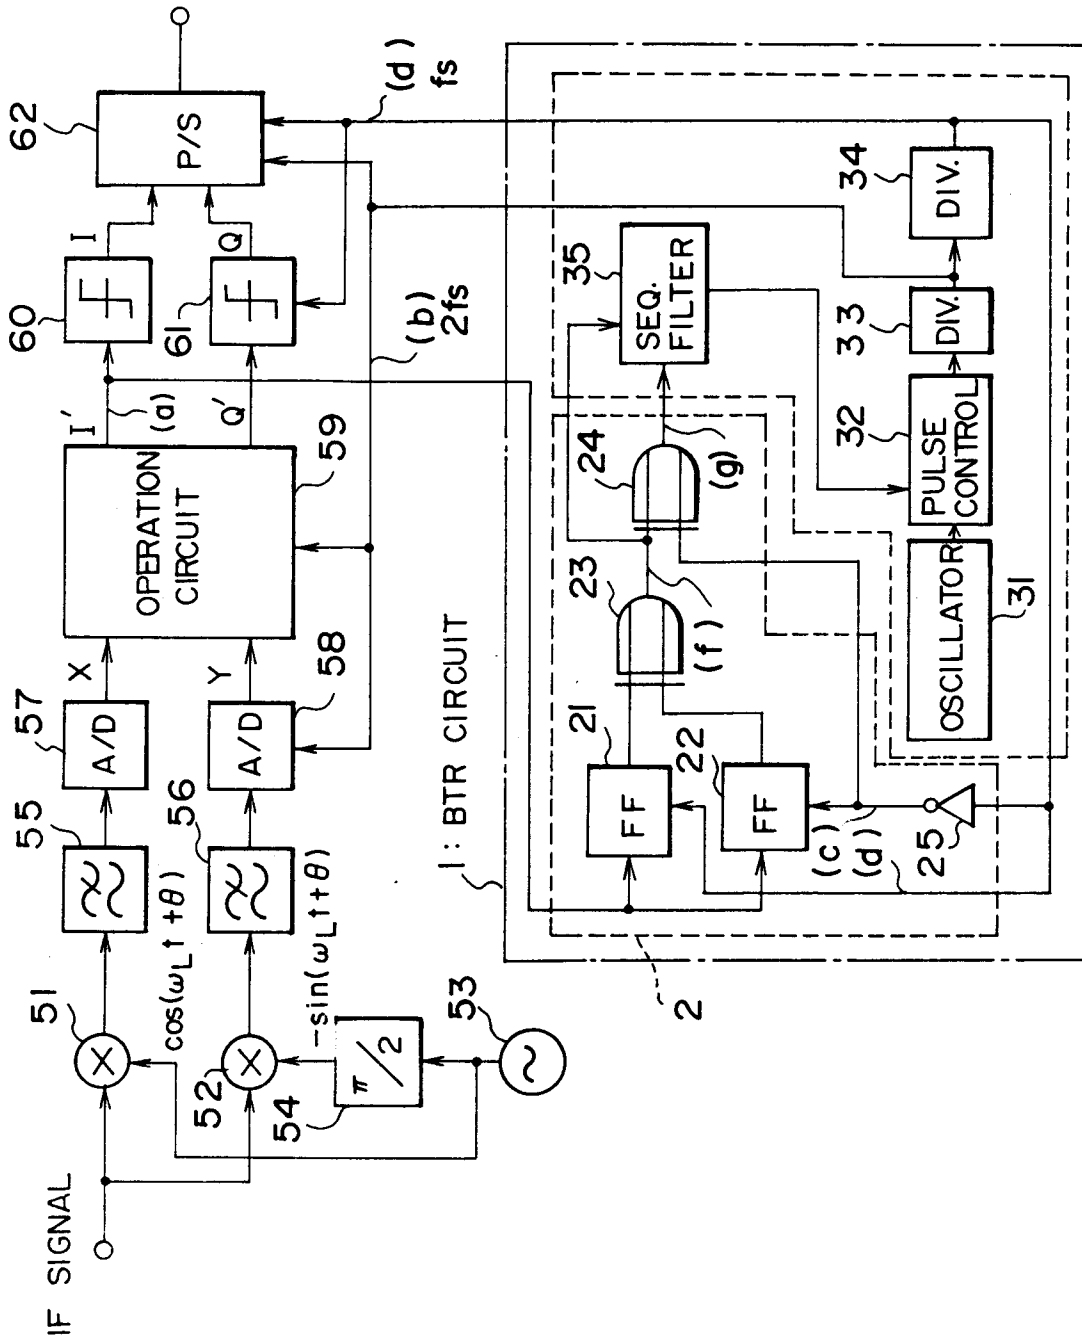 IF SIGNAL
51
cos(ωLt + θ)
52
-sin(ωLt + θ)
54
π/2
53
~
55
56
57
A/D
X
A/D
58
Y
OPERATION
CIRCUIT
59
I'
(a)
Q'
60
61
I
Q
(b)
2fs
62
P/S
(d)
fs
1: BTR CIRCUIT
2
21
FF
22
FF
(c)
(d)
25
23
(f)
24
(g)
35
SEQ.
FILTER
OSCILLATOR
31
PULSE
CONTROL
32
DIV.
33
DIV.
34